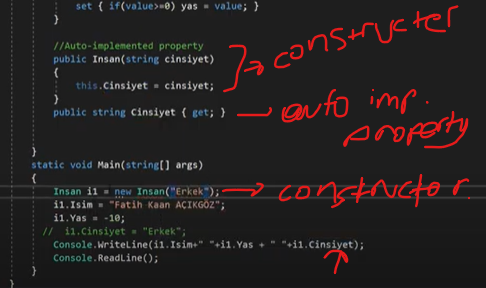 set { if(value>=0) yas = value; }
}
//Auto-implemented property
public Insan(string cinsiyet)
{
this.Cinsiyet = cinsiyet;
}
public string Cinsiyet { get; }
}
static void Main(string[] args)
{
Insan i1 = new Insan("Erkek");
i1.Isim = "Fatih Kaan AÇIKGÖZ";
i1.Yas = -10;
// i1.Cinsiyet = "Erkek";
Console.WriteLine(i1.Isim+" "+i1.Yas + " "+i1.Cinsiyet);
Console.ReadLine();
}
}
constructer
auto imp.
property
constructor.